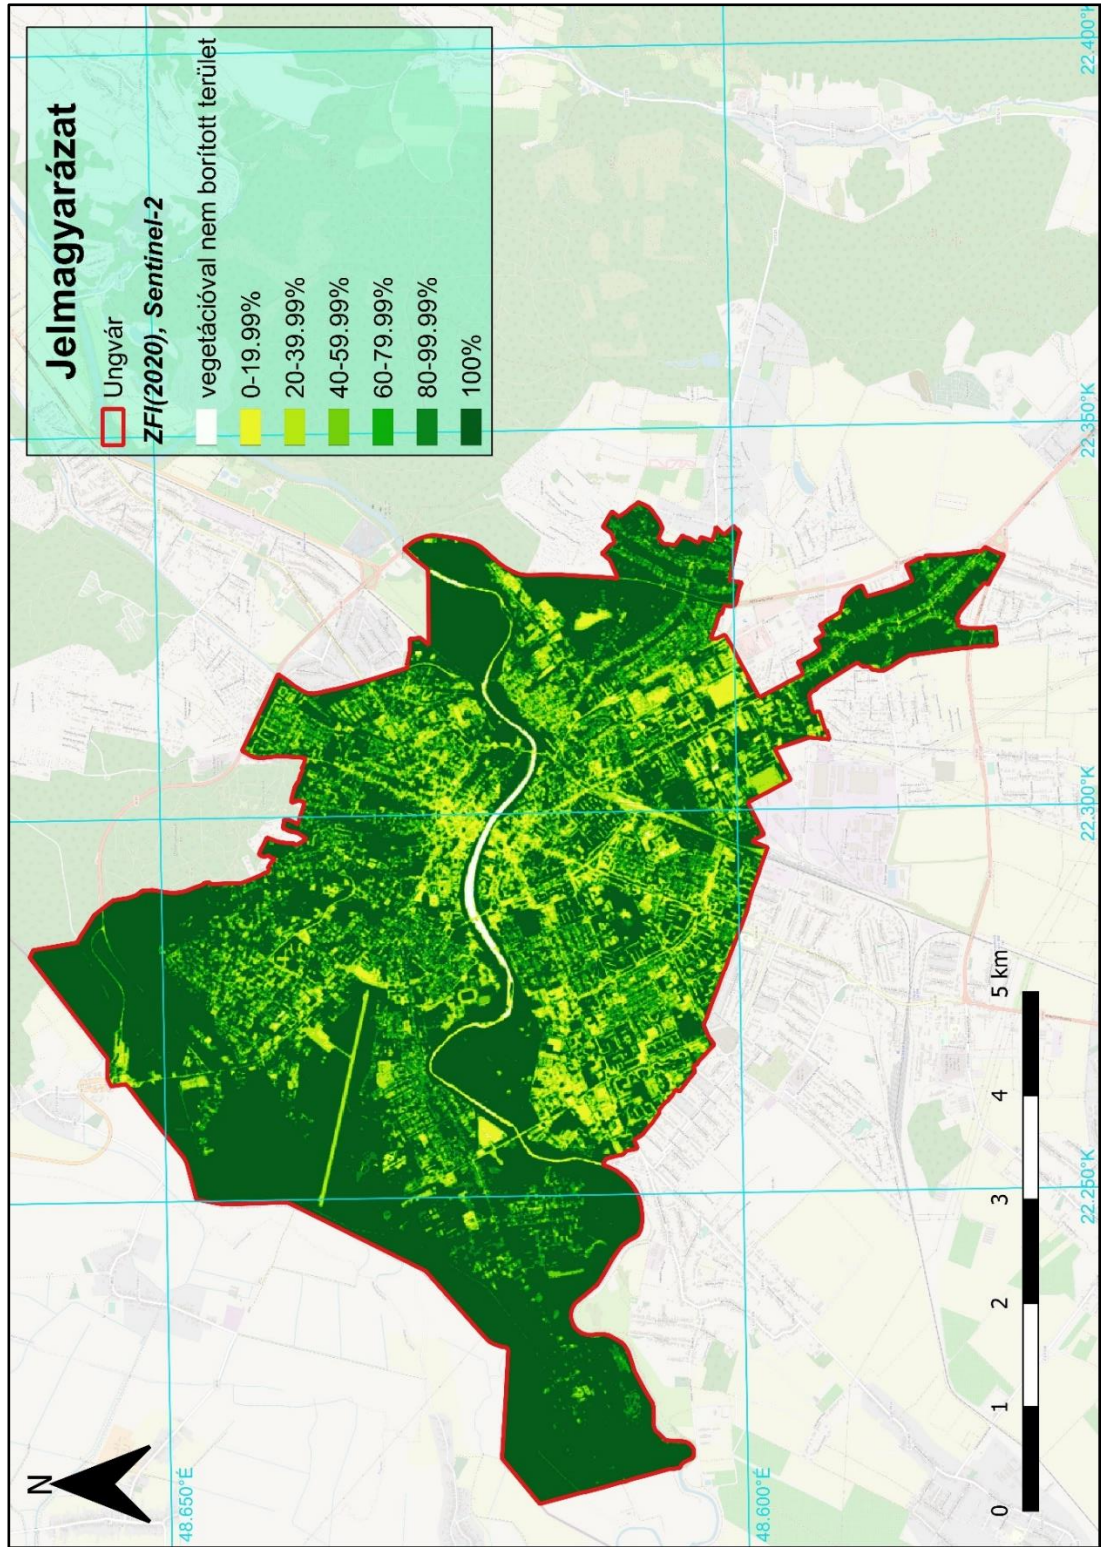 Jelmagyarázat
Ungvár
ZFI(2020), Sentinel-2
vegetációval nem borított terület
0-19.99%
20-39.99%
40-59.99%
60-79.99%
80-99.99%
100%
N
48.650°É
48.600°É
22.250°K
22.300°K
22.350°K
22.400°K
0 1 2 3 4 5 km